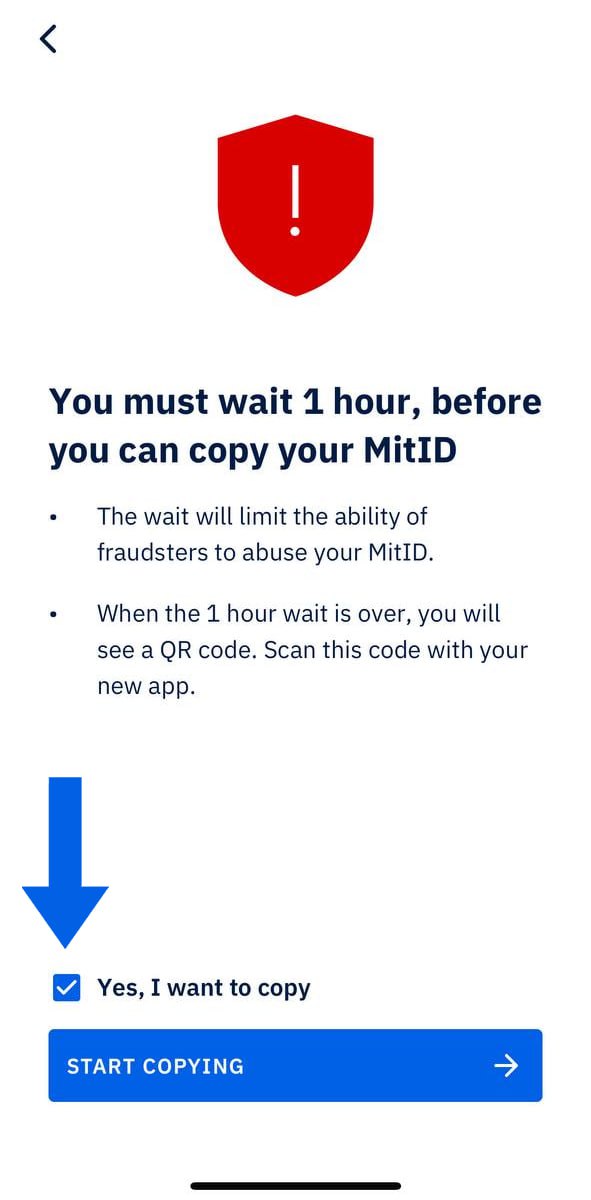 You must wait 1 hour, before
you can copy your MitID
• The wait will limit the ability of
fraudsters to abuse your MitID.
• When the 1 hour wait is over, you will
see a QR code. Scan this code with your
new app.
Yes, I want to copy
START COPYING